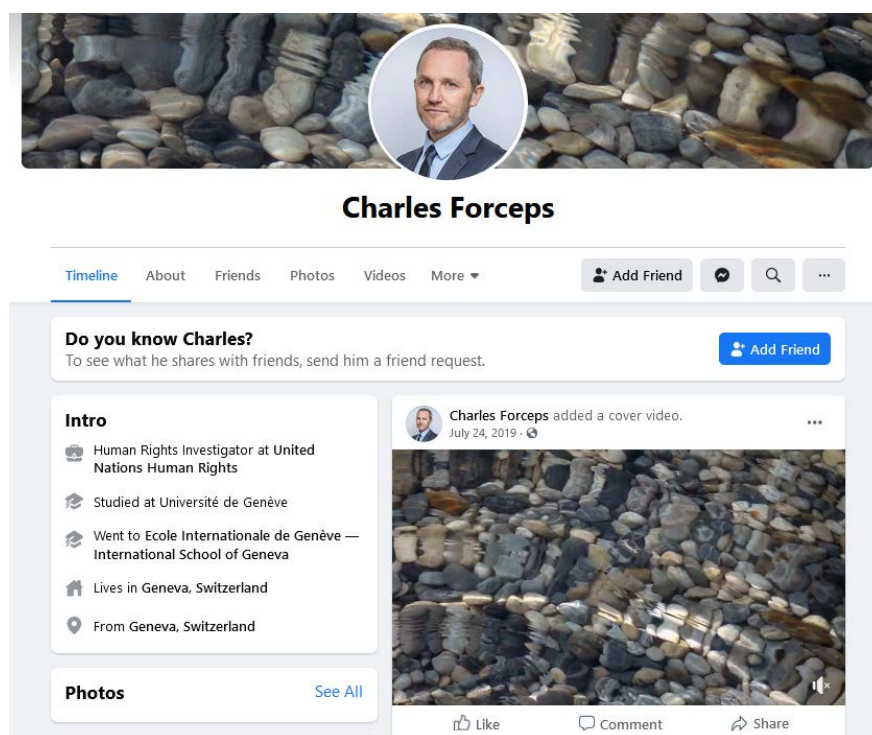 Charles Forceps
Timeline About Friends Photos Videos More Add Friend ...
Do you know Charles?
To see what he shares with friends, send him a friend request.
Add Friend
Intro
Human Rights Investigator at United
Nations Human Rights
Studied at Université de Genève
Went to Ecole Internationale de Genève —
International School of Geneva
Lives in Geneva, Switzerland
From Geneva, Switzerland
Photos See All
Charles Forceps added a cover video.
July 24, 2019 ·
Like Comment Share